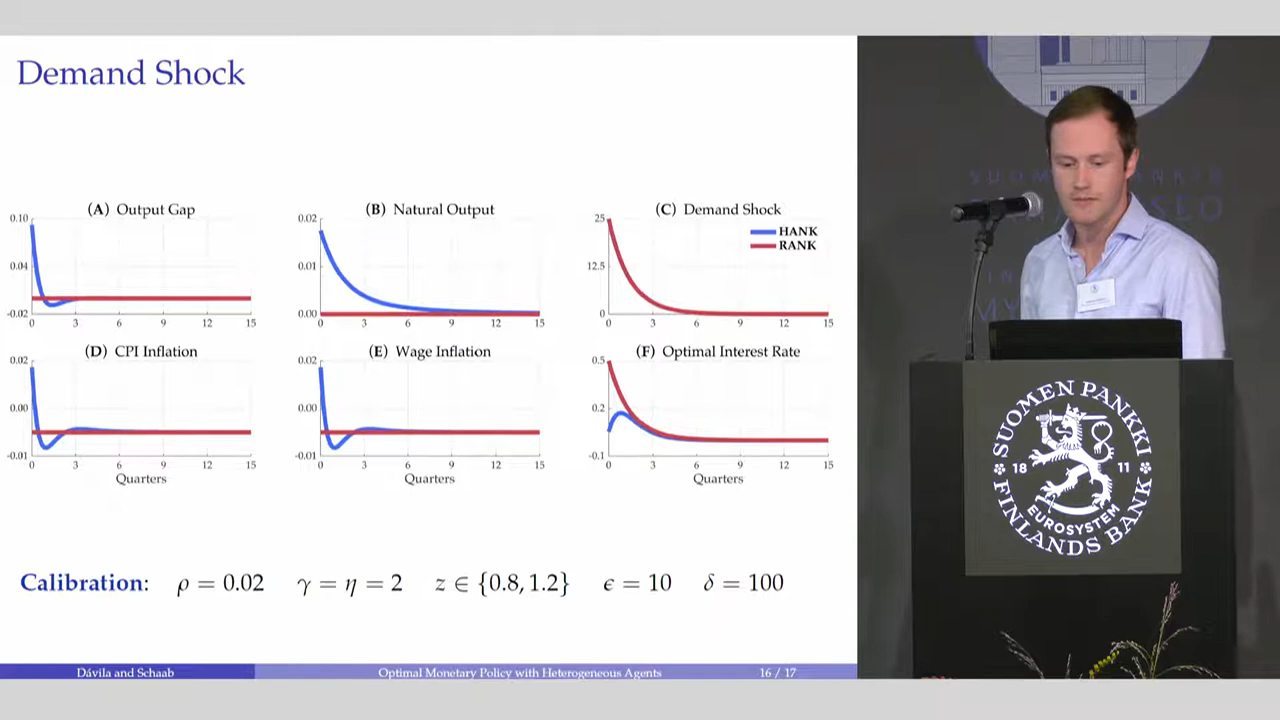 Demand Shock
(A) Output Gap
0.10
0.04
-0.02
0 3 6 9 12 15
(B) Natural Output
0.02
0.01
0.00
0 3 6 9 12 15
(C) Demand Shock
25
12.5
0
HANK
RANK
0 3 6 9 12 15
(D) CPI Inflation
0.02
0.00
-0.01
0 3 6 9 12 15
Quarters
(E) Wage Inflation
0.02
0.00
-0.01
0 3 6 9 12 15
Quarters
(F) Optimal Interest Rate
0.5
0.2
-0.1
0 3 6 9 12 15
Quarters
Calibration: ρ = 0.02 γ = η = 2 z ∈ {0.8, 1.2} ϵ = 10 δ = 100
Dávila and Schaab Optimal Monetary Policy with Heterogeneous Agents 16 / 17
SUOMEN PANKKI
18 11
EUROSYSTEM
FINLANDS BANK